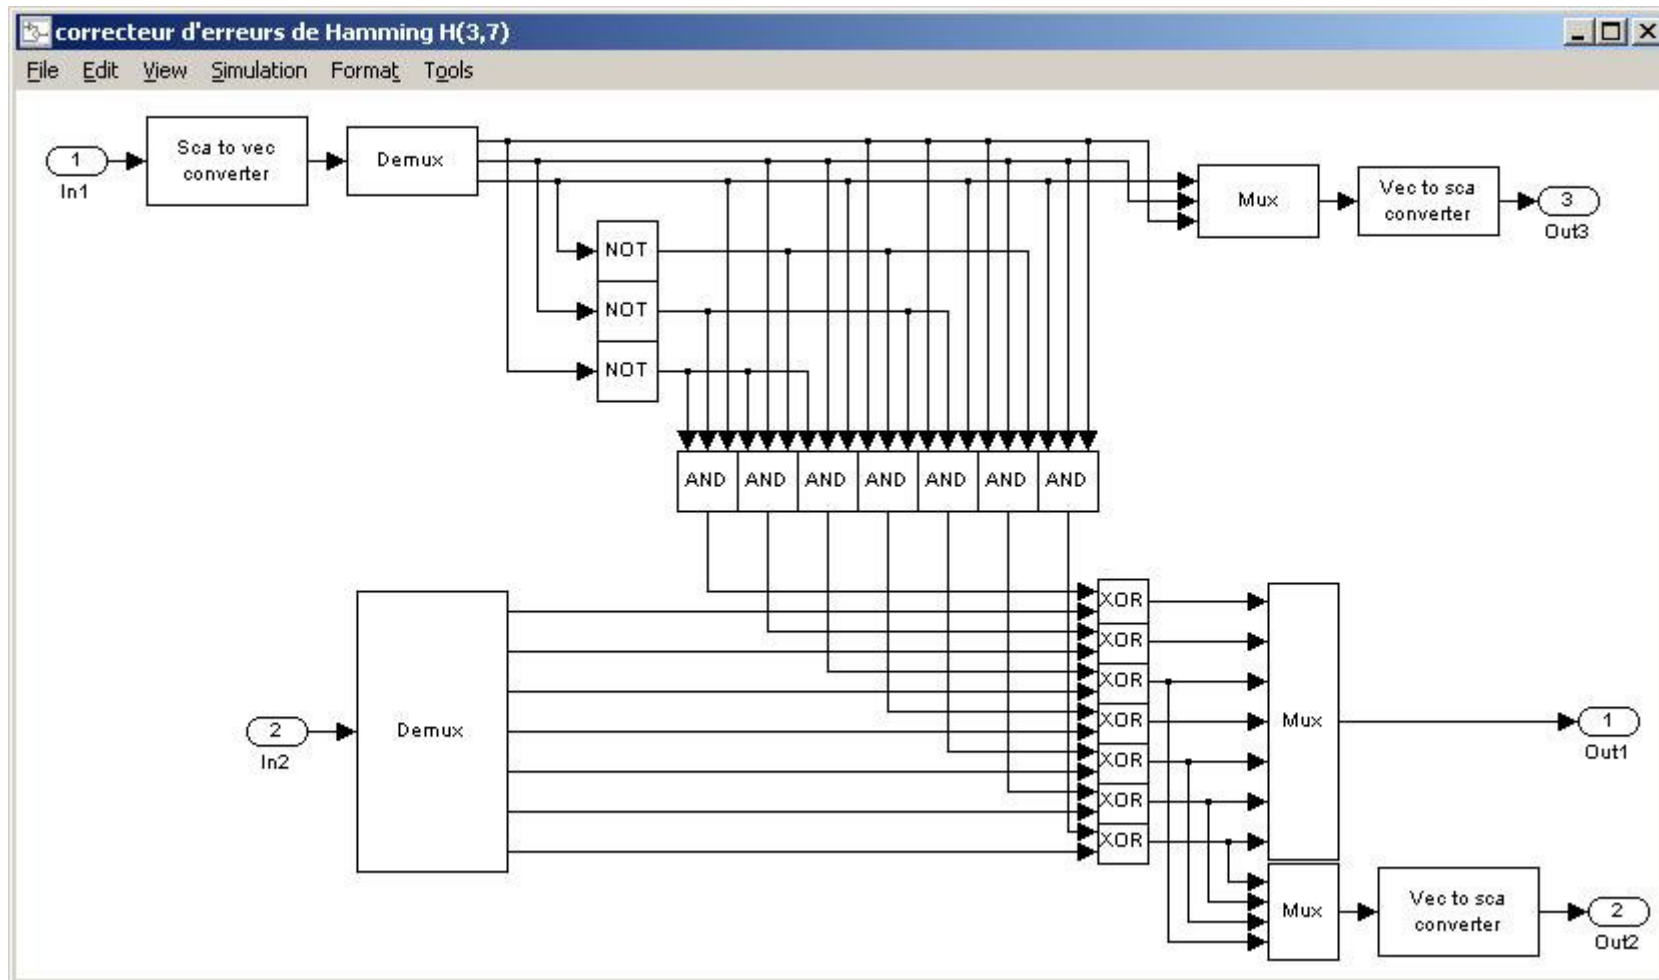 correcteur d'erreurs de Hamming H(3,7)
File Edit View Simulation Format Tools
1
In1
Sca to vec
converter
Demux
Mux
Vec to sca
converter
3
Out3
NOT
NOT
NOT
AND AND AND AND AND AND AND
2
In2
Demux
XOR
XOR
XOR
XOR
XOR
XOR
XOR
Mux
1
Out1
Mux
Vec to sca
converter
2
Out2